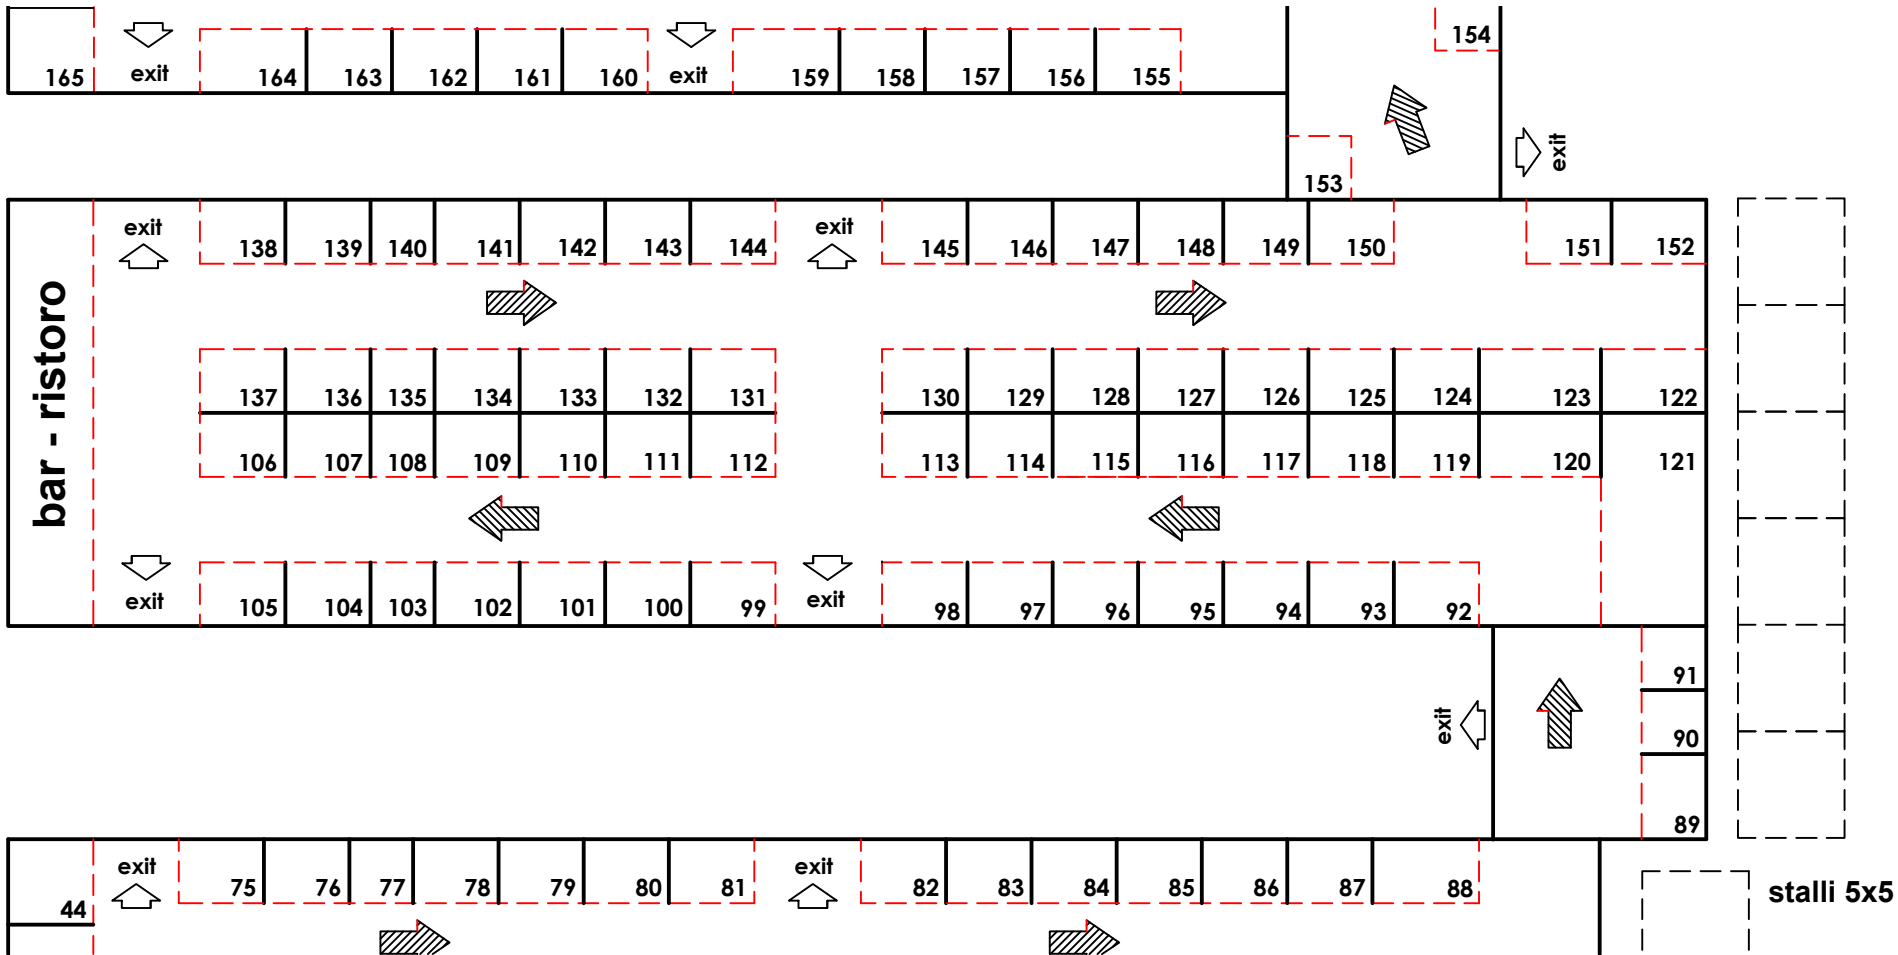 154
165 exit 164 163 162 161 160 exit 159 158 157 156 155
exit
153
exit exit
138 139 140 141 142 143 144 145 146 147 148 149 150 151 152
bar - ristoro
137 136 135 134 133 132 131 130 129 128 127 126 125 124 123 122
106 107 108 109 110 111 112 113 114 115 116 117 118 119 120 121
exit exit
105 104 103 102 101 100 99 98 97 96 95 94 93 92
91
exit
90
89
exit exit
75 76 77 78 79 80 81 82 83 84 85 86 87 88
stalli 5x5
44